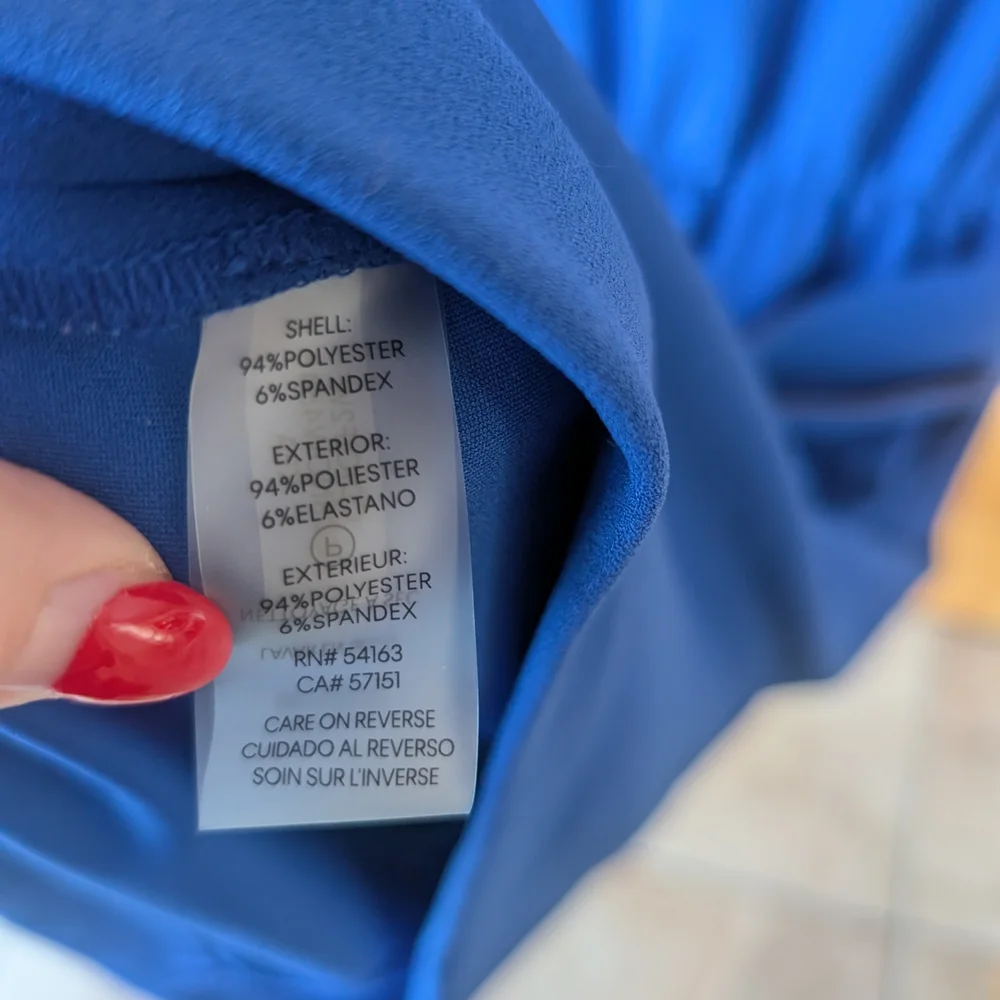 SHELL:
94%POLYESTER
6%SPANDEX
EXTERIOR:
94%POLIESTER
6%ELASTANO
P
EXTERIEUR:
94%POLYESTER
6%SPANDEX
RN# 54163
CA# 57151
CARE ON REVERSE
CUIDADO AL REVERSO
SOIN SUR L'INVERSE